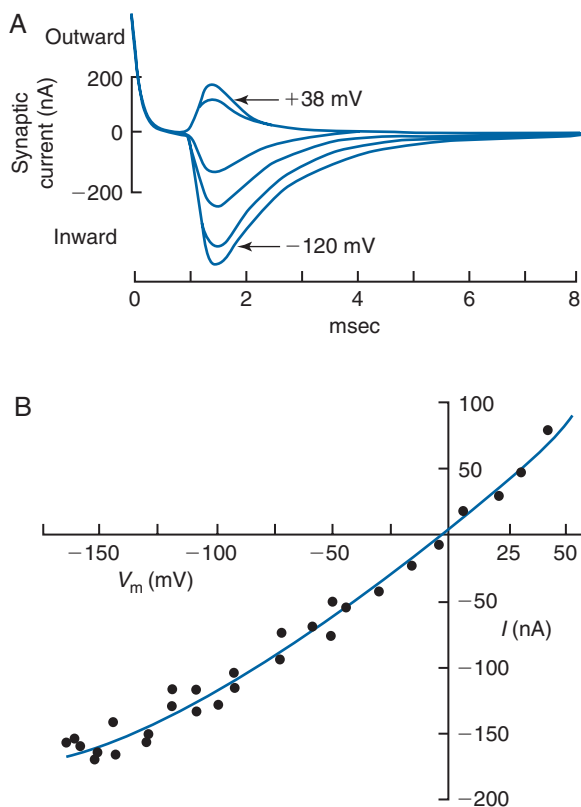 A
Outward
200
0
−200
Synaptic
current (nA)
+38 mV
−120 mV
Inward
0 2 4 6 8
msec
B
100
50
−150 −100 −50 25 50
Vm (mV)
−50
I (nA)
−100
−150
−200